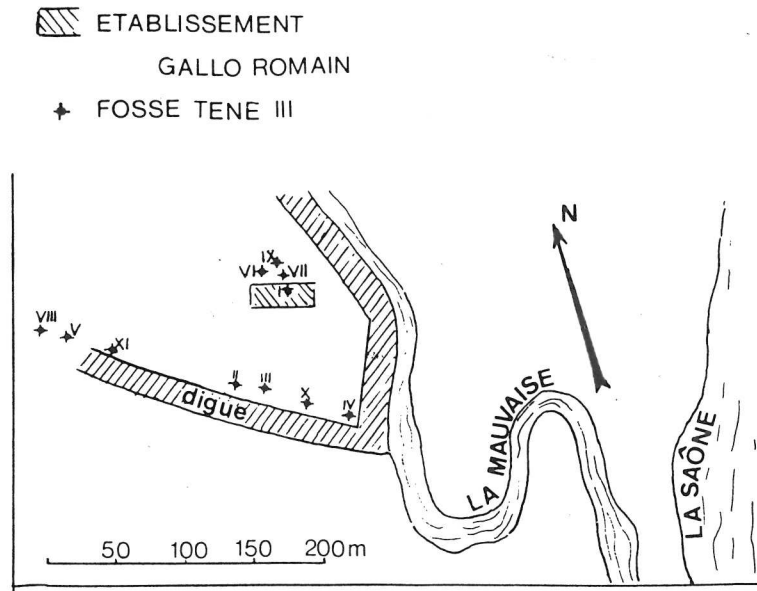 ETABLISSEMENT
GALLO ROMAIN
FOSSE TENE III
N
IX
VI
VII
I
VIII
V
XI
II
III
X
IV
digue
LA MAUVAISE
LA SAÔNE
50 100 150 200 m